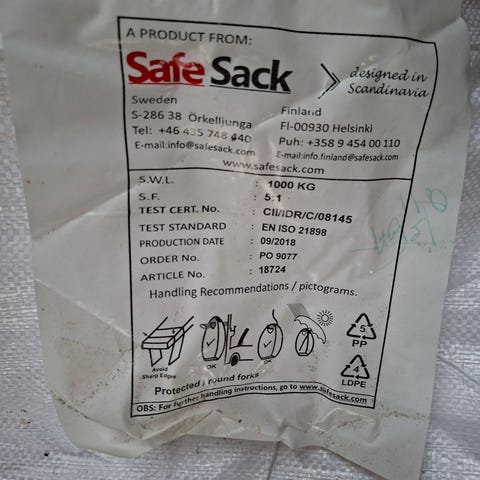 A PRODUCT FROM:
Safe Sack
designed in
Scandinavia
Sweden
S-286 38 Örkelljunga
Tel: +46 435 748 440
E-mail:info@safesack.com
Finland
FI-00930 Helsinki
Puh: +358 9 454 00 110
E-mail:info.finland@safesack.com
www.safesack.com
S.W.L. : 1000 KG
S.F. : 5:1
TEST CERT. No. : CII/IDR/C/08145
TEST STANDARD : EN ISO 21898
PRODUCTION DATE : 09/2018
ORDER No. : PO 9077
ARTICLE No. : 18724
Handling Recommendations / pictograms.
Avoid
Sharp Edges
OK
OK
5
PP
4
LDPE
Protected / round forks
OBS: For further handling instructions, go to www.safesack.com